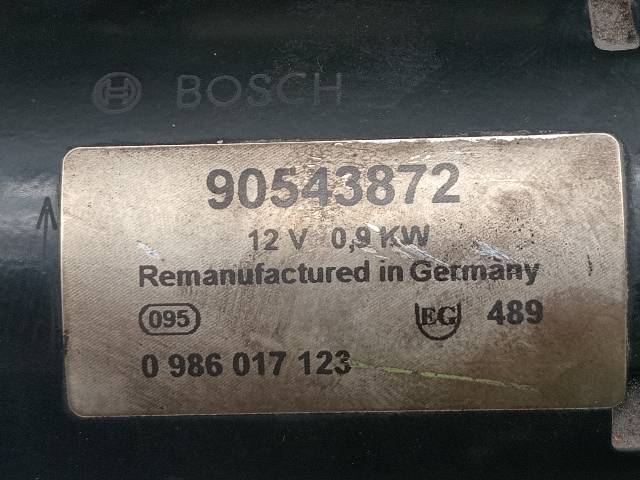 BOSCH
90543872
12 V 0,9 KW
Remanufactured in Germany
095 EG 489
0 986 017 123